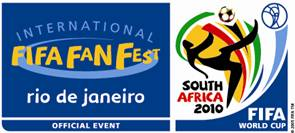 INTERNATIONAL
FIFA FAN FEST
rio de janeiro
OFFICIAL EVENT
SOUTH AFRICA
2010
FIFA
WORLD CUP